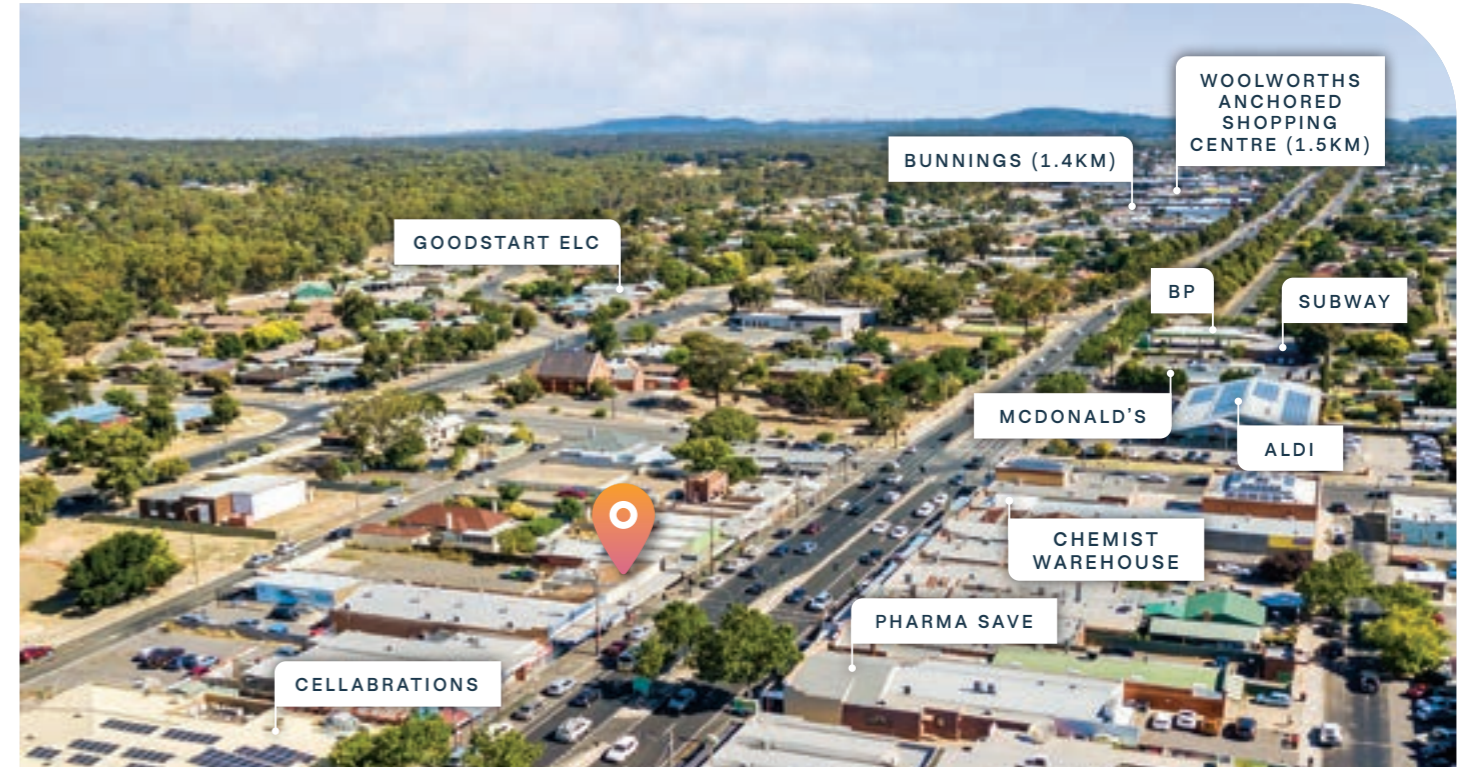 WOOLWORTHS
ANCHORED
SHOPPING
CENTRE (1.5KM)
BUNNINGS (1.4KM)
GOODSTART ELC
BP
SUBWAY
MCDONALD'S
ALDI
CHEMIST
WAREHOUSE
PHARMA SAVE
CELLABRATIONS